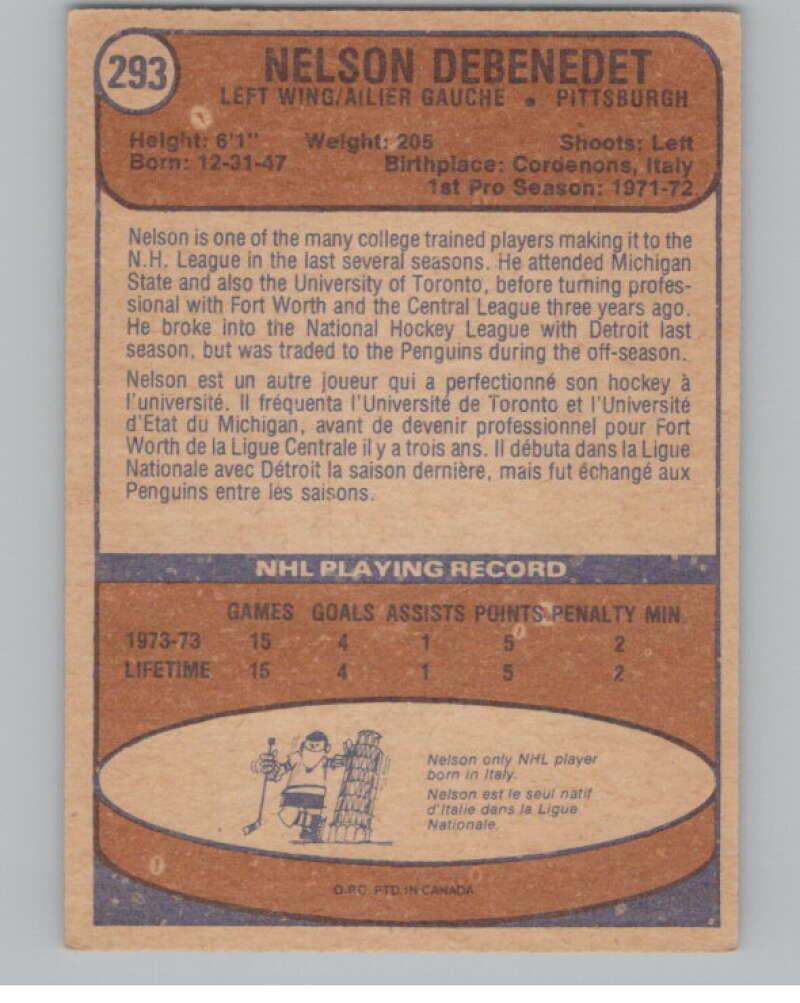 293
NELSON DEBENEDET
LEFT WING/AILIER GAUCHE • PITTSBURGH
Height: 6'1" Weight: 205 Shoots: Left
Born: 12-31-47 Birthplace: Cordenons, Italy
1st Pro Season: 1971-72
Nelson is one of the many college trained players making it to the
N.H. League in the last several seasons. He attended Michigan
State and also the University of Toronto, before turning profes-
sional with Fort Worth and the Central League three years ago.
He broke into the National Hockey League with Detroit last
season, but was traded to the Penguins during the off-season.
Nelson est un autre joueur qui a perfectionné son hockey à
l'université. Il fréquenta l'Université de Toronto et l'Université
d'Etat du Michigan, avant de devenir professionnel pour Fort
Worth de la Ligue Centrale il y a trois ans. Il débuta dans la Ligue
Nationale avec Détroit la saison dernière, mais fut échangé aux
Penguins entre les saisons.
NHL PLAYING RECORD
GAMES GOALS ASSISTS POINTS PENALTY MIN.
1973-73 15 4 1 5 2
LIFETIME 15 4 1 5 2
Nelson only NHL player
born in Italy.
Nelson est le seul natif
d'Italie dans la Ligue
Nationale.
O.P.C. PTD. IN CANADA